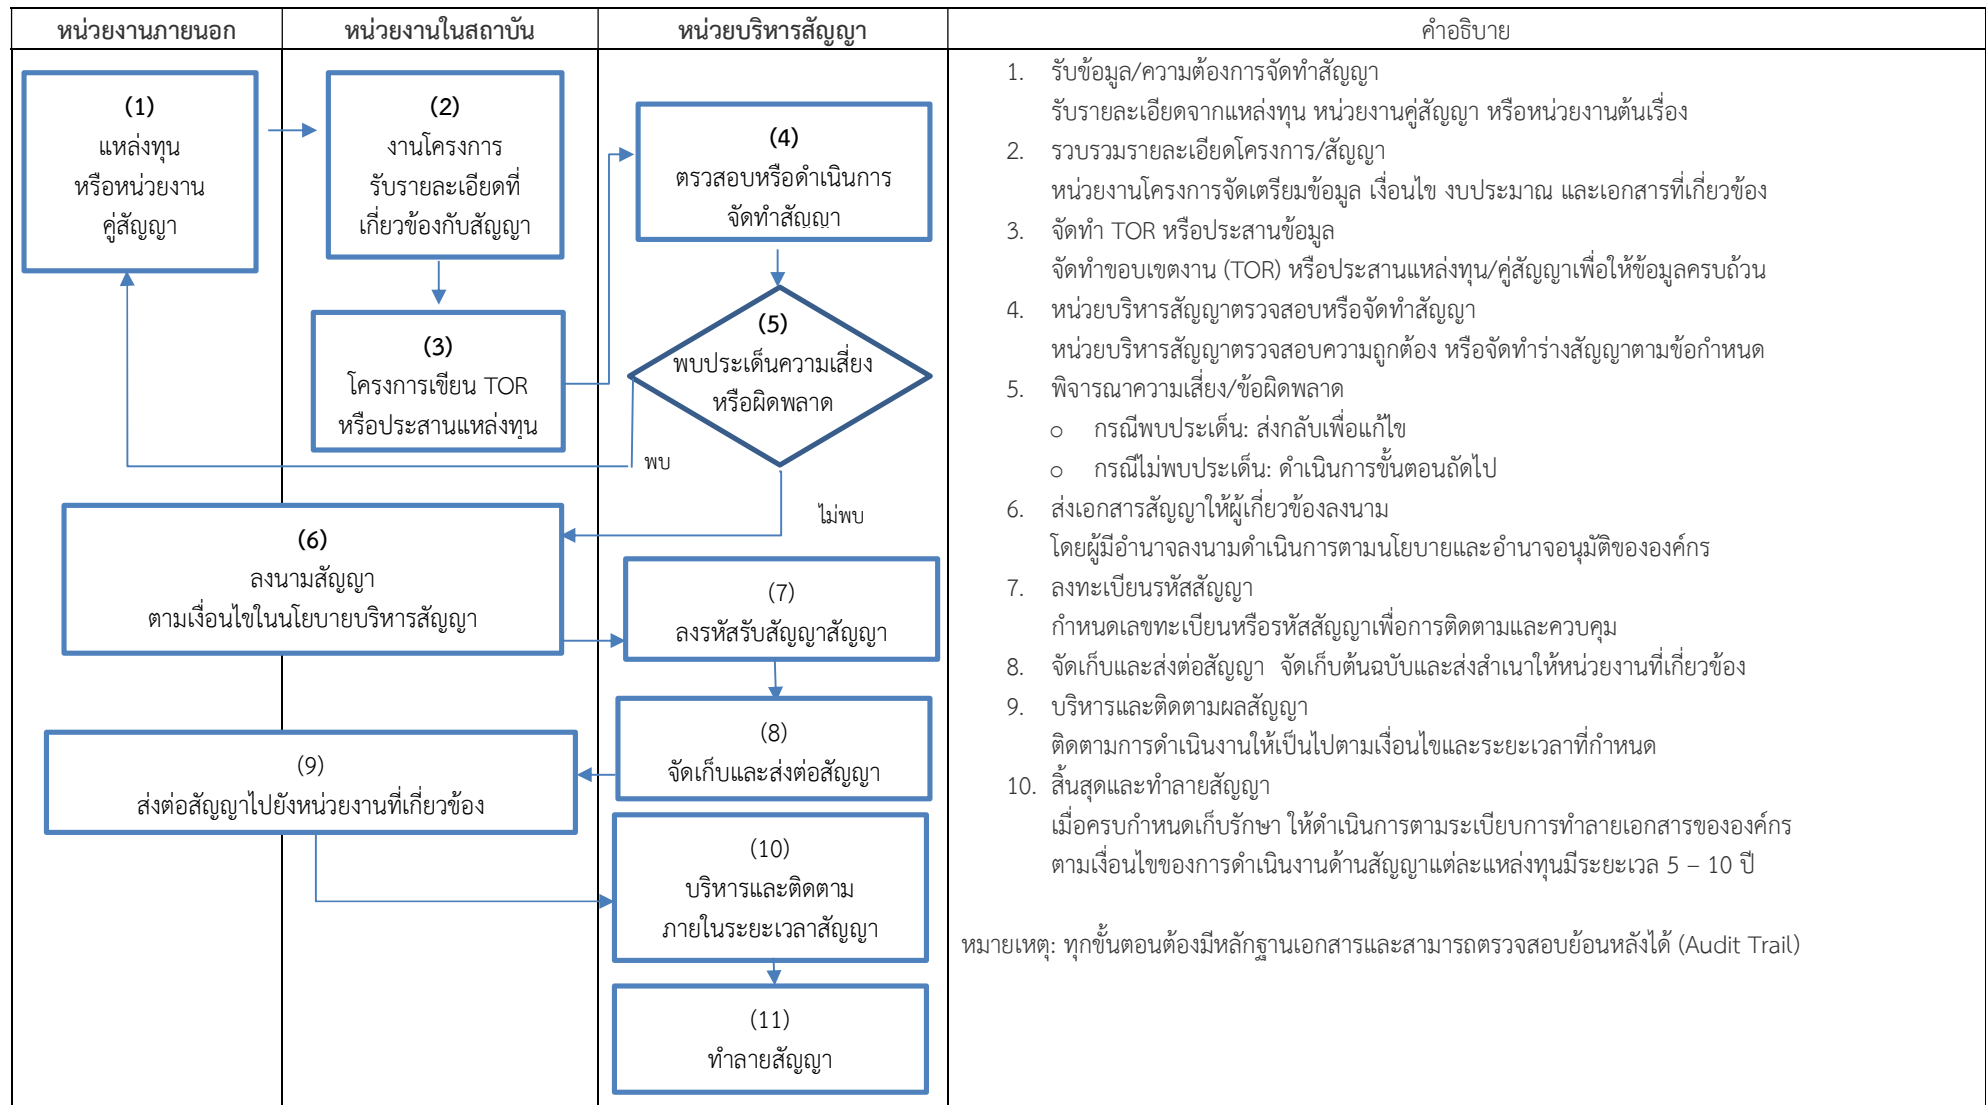 หน่วยงานภายนอก
หน่วยงานในสถาบัน
หน่วยบริหารสัญญา
คำอธิบาย
(1)
แหล่งทุน
หรือหน่วยงาน
คู่สัญญา
(2)
งานโครงการ
รับรายละเอียดที่
เกี่ยวข้องกับสัญญา
(3)
โครงการเขียน TOR
หรือประสานแหล่งทุน
(4)
ตรวสอบหรือดำเนินการ
จัดทำสัญญา
(5)
พบประเด็นความเสี่ยง
หรือผิดพลาด
พบ
ไม่พบ
(6)
ลงนามสัญญา
ตามเงื่อนไขในนโยบายบริหารสัญญา
(7)
ลงรหัสรับสัญญาสัญญา
(8)
จัดเก็บและส่งต่อสัญญา
(9)
ส่งต่อสัญญาไปยังหน่วยงานที่เกี่ยวข้อง
(10)
บริหารและติดตาม
ภายในระยะเวลาสัญญา
(11)
ทำลายสัญญา
1. รับข้อมูล/ความต้องการจัดทำสัญญา
รับรายละเอียดจากแหล่งทุน หน่วยงานคู่สัญญา หรือหน่วยงานต้นเรื่อง
2. รวบรวมรายละเอียดโครงการ/สัญญา
หน่วยงานโครงการจัดเตรียมข้อมูล เงื่อนไข งบประมาณ และเอกสารที่เกี่ยวข้อง
3. จัดทำ TOR หรือประสานข้อมูล
จัดทำขอบเขตงาน (TOR) หรือประสานแหล่งทุน/คู่สัญญาเพื่อให้ข้อมูลครบถ้วน
4. หน่วยบริหารสัญญาตรวจสอบหรือจัดทำสัญญา
หน่วยบริหารสัญญาตรวจสอบความถูกต้อง หรือจัดทำร่างสัญญาตามข้อกำหนด
5. พิจารณาความเสี่ยง/ข้อผิดพลาด
o กรณีพบประเด็น: ส่งกลับเพื่อแก้ไข
o กรณีไม่พบประเด็น: ดำเนินการขั้นตอนถัดไป
6. ส่งเอกสารสัญญาให้ผู้เกี่ยวข้องลงนาม
โดยผู้มีอำนาจลงนามดำเนินการตามนโยบายและอำนาจอนุมัติขององค์กร
7. ลงทะเบียนรหัสสัญญา
กำหนดเลขทะเบียนหรือรหัสสัญญาเพื่อการติดตามและควบคุม
8. จัดเก็บและส่งต่อสัญญา จัดเก็บต้นฉบับและส่งสำเนาให้หน่วยงานที่เกี่ยวข้อง
9. บริหารและติดตามผลสัญญา
ติดตามการดำเนินงานให้เป็นไปตามเงื่อนไขและระยะเวลาที่กำหนด
10. สิ้นสุดและทำลายสัญญา
เมื่อครบกำหนดเก็บรักษา ให้ดำเนินการตามระเบียบการทำลายเอกสารขององค์กร
ตามเงื่อนไขของการดำเนินงานด้านสัญญาแต่ละแหล่งทุนมีระยะเวล 5 – 10 ปี
หมายเหตุ: ทุกขั้นตอนต้องมีหลักฐานเอกสารและสามารถตรวจสอบย้อนหลังได้ (Audit Trail)